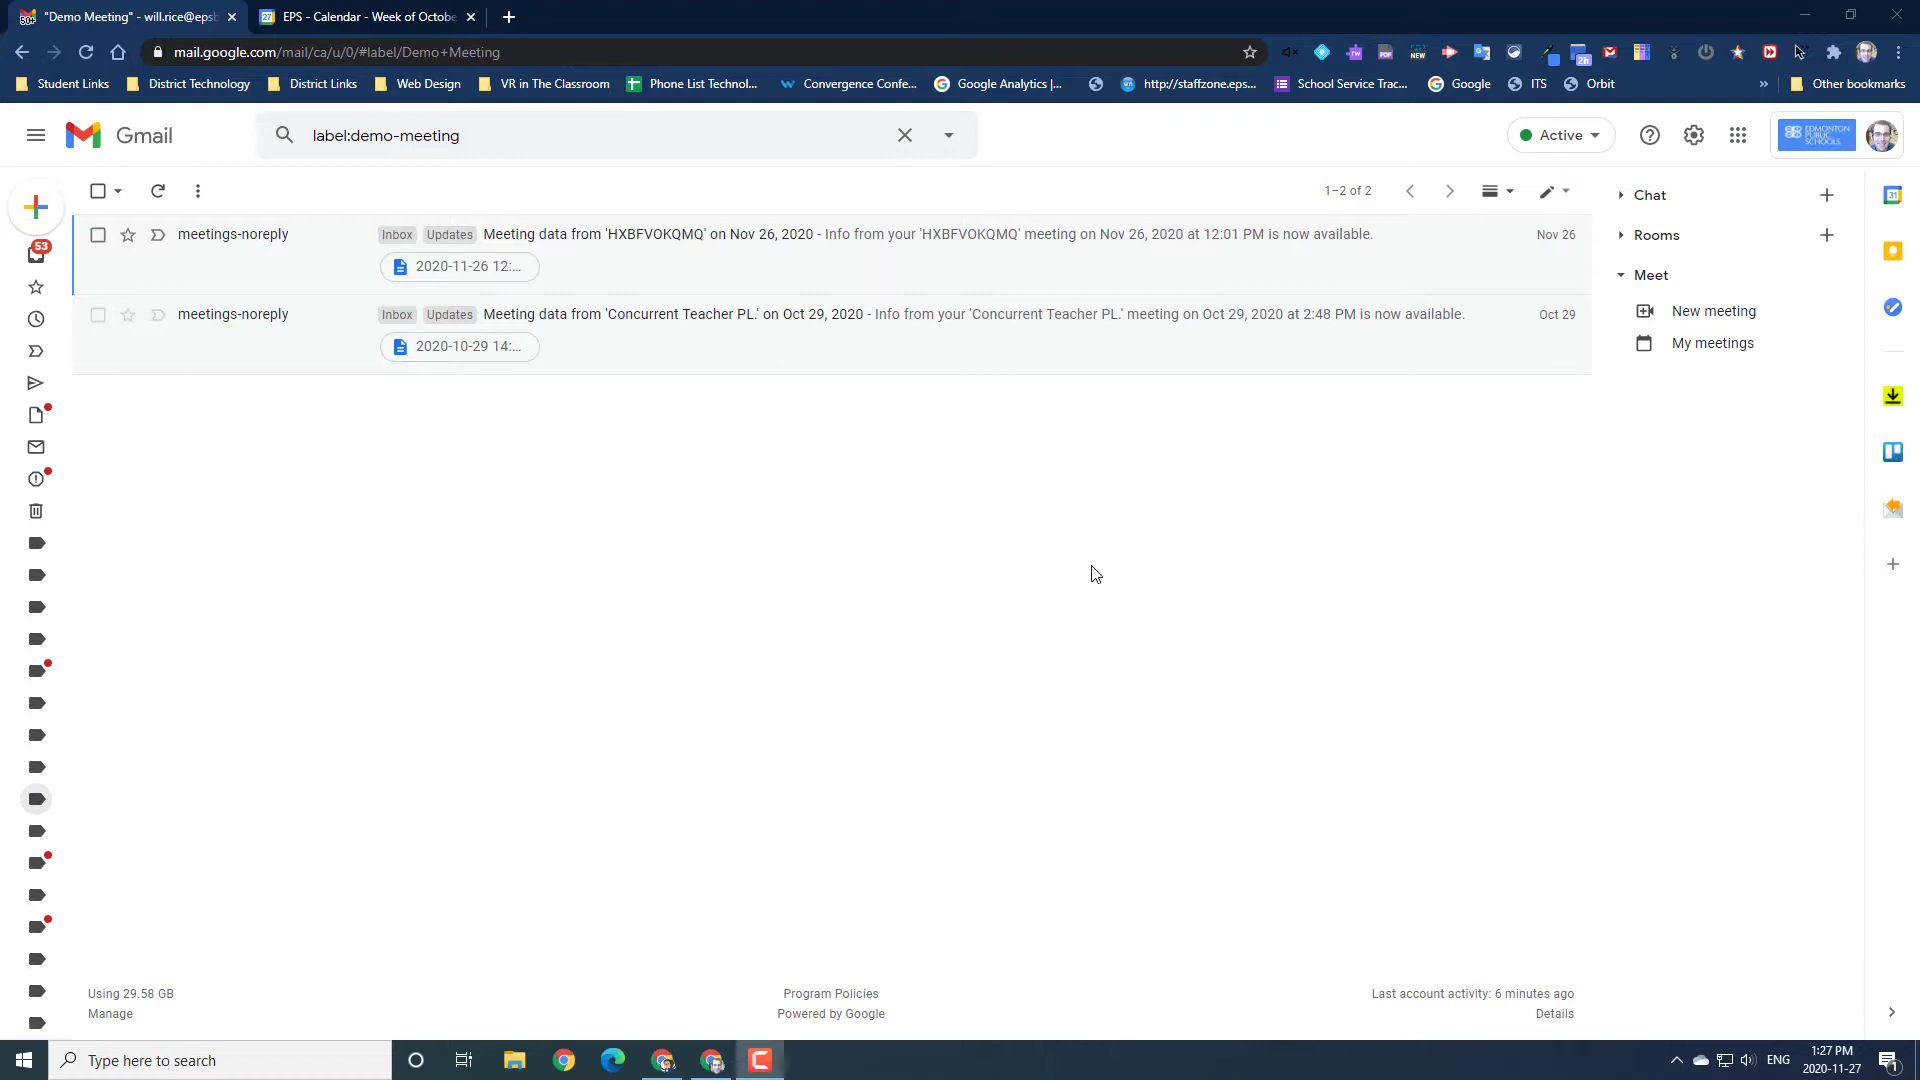 "Demo Meeting" - will.rice@epsb
EPS - Calendar - Week of Octobe
mail.google.com/mail/ca/u/0/#label/Demo+Meeting
Student Links
District Technology
District Links
Web Design
VR in The Classroom
Phone List Technol...
Convergence Confe...
Google Analytics |...
http://staffzone.eps...
School Service Trac...
Google
ITS
Orbit
»
Other bookmarks
Gmail
label:demo-meeting
Active
EDMONTON PUBLIC SCHOOLS
1–2 of 2
53
meetings-noreply
Inbox
Updates
Meeting data from 'HXBFVOKQMQ' on Nov 26, 2020 - Info from your 'HXBFVOKQMQ' meeting on Nov 26, 2020 at 12:01 PM is now available.
Nov 26
2020-11-26 12:...
meetings-noreply
Inbox
Updates
Meeting data from 'Concurrent Teacher PL.' on Oct 29, 2020 - Info from your 'Concurrent Teacher PL.' meeting on Oct 29, 2020 at 2:48 PM is now available.
Oct 29
2020-10-29 14:...
Chat
Rooms
Meet
New meeting
My meetings
Using 29.58 GB
Manage
Program Policies
Powered by Google
Last account activity: 6 minutes ago
Details
Type here to search
ENG
1:27 PM
2020-11-27